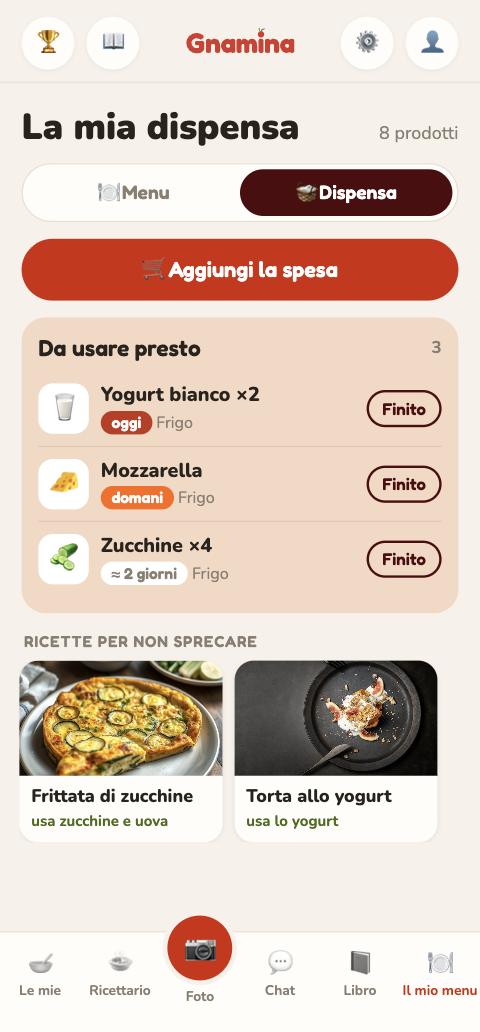 Gnamina
La mia dispensa
8 prodotti
Menu
Dispensa
Aggiungi la spesa
Da usare presto
3
Yogurt bianco ×2
oggi Frigo
Finito
Mozzarella
domani Frigo
Finito
Zucchine ×4
≈ 2 giorni Frigo
Finito
RICETTE PER NON SPRECARE
Frittata di zucchine
usa zucchine e uova
Torta allo yogurt
usa lo yogurt
Le mie
Ricettario
Foto
Chat
Libro
Il mio menu